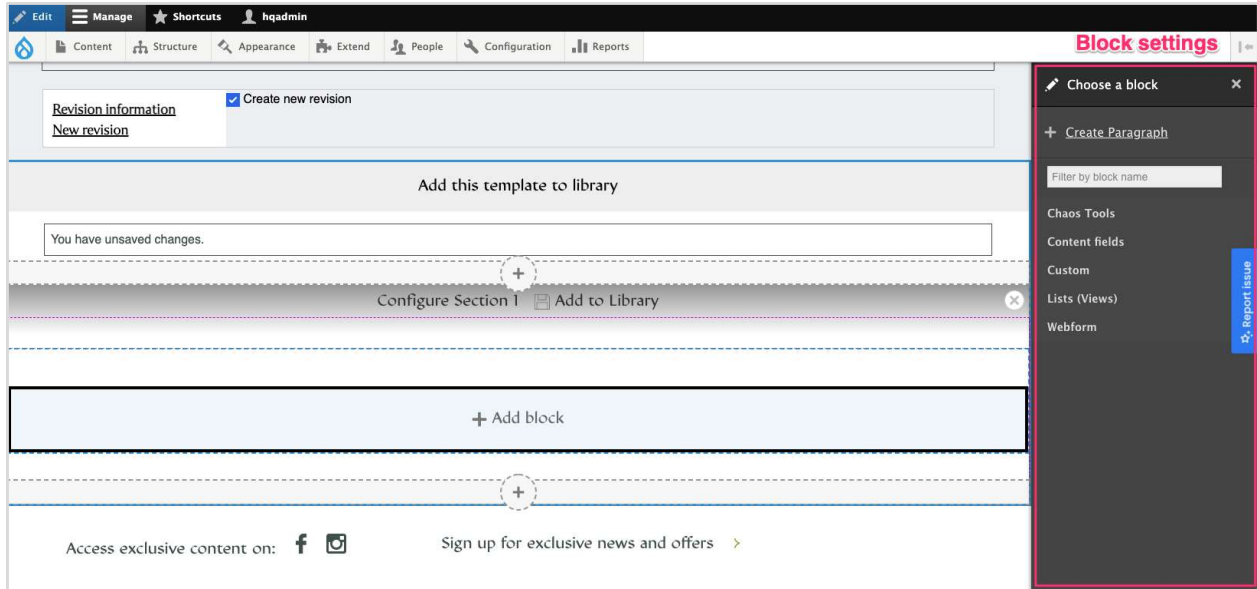 Edit Manage Shortcuts hqadmin
Content Structure Appearance Extend People Configuration Reports
Block settings
Choose a block
Create Paragraph
Filter by block name
Chaos Tools
Content fields
Custom
Lists (Views)
Webform
Report issue
Revision information
New revision
Create new revision
Add this template to library
You have unsaved changes.
Configure Section 1 Add to Library
Add block
Access exclusive content on:
Sign up for exclusive news and offers